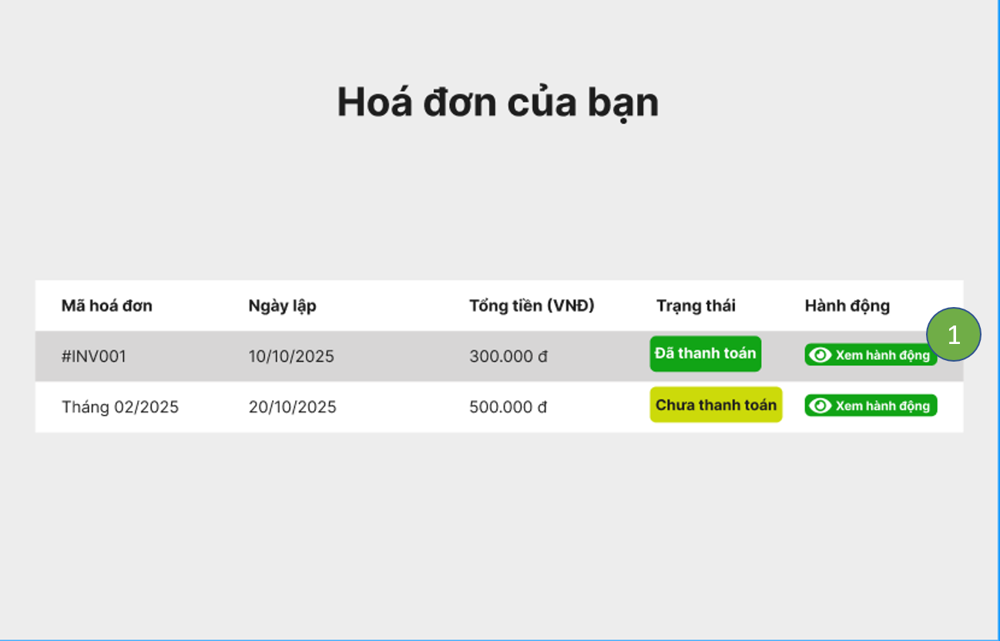 Hoá đơn của bạn
Mã hoá đơn Ngày lập Tổng tiền (VNĐ) Trạng thái Hành động
1
#INV001 10/10/2025 300.000 đ Đã thanh toán Xem hành động
Tháng 02/2025 20/10/2025 500.000 đ Chưa thanh toán Xem hành động